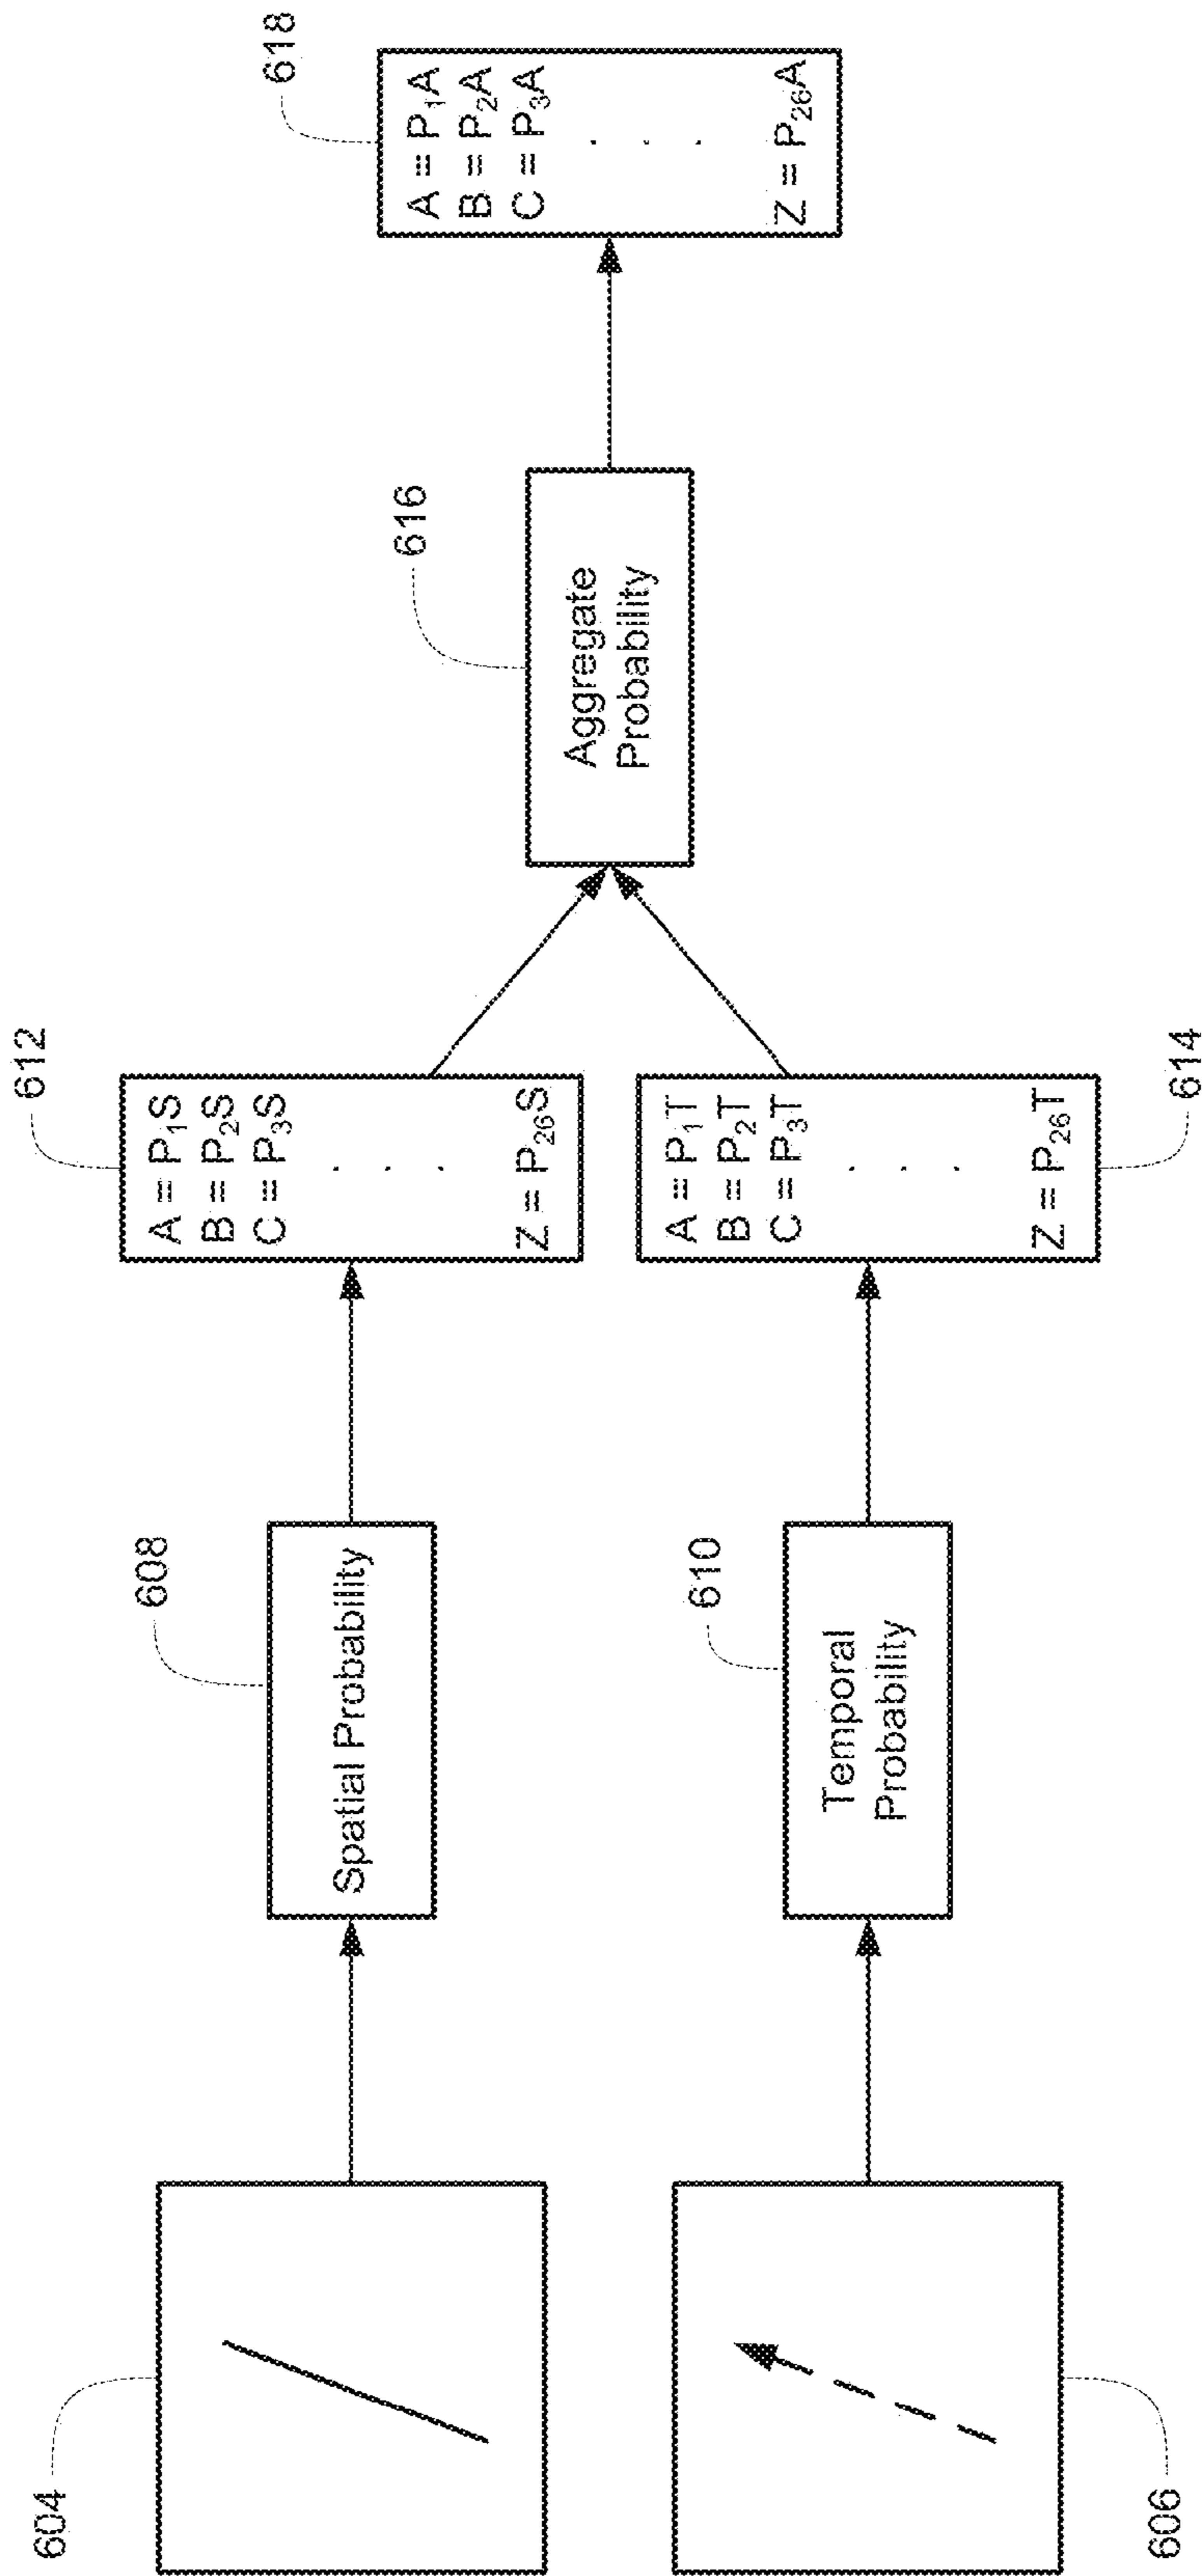 604
606
Spatial Probability
608
Temporal
Probability
610
A = P₁S
B = P₂S
C = P₃S
.
.
.
Z = P₂₆S
612
A = P₁T
B = P₂T
C = P₃T
.
.
.
Z = P₂₆T
614
Aggregate
Probability
616
A = P₁A
B = P₂A
C = P₃A
.
.
.
Z = P₂₆A
618